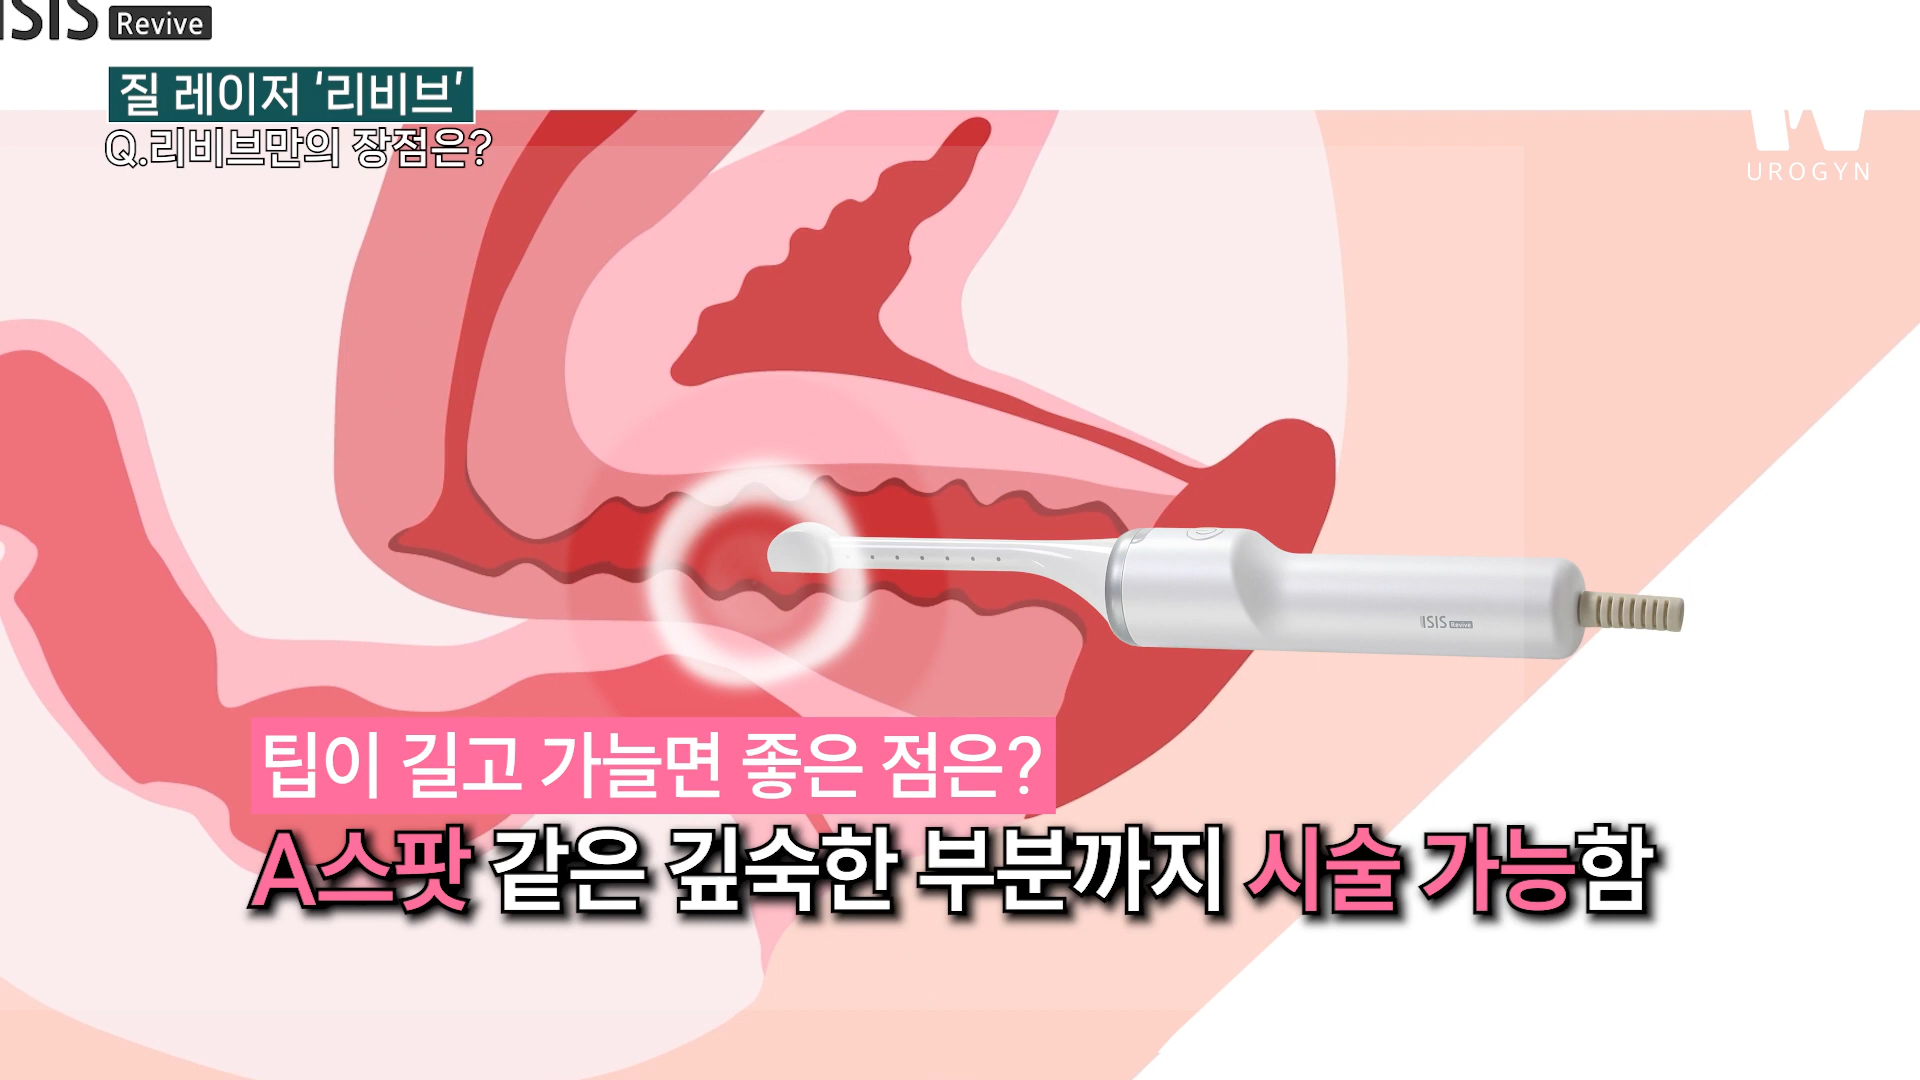 ISIS Revive
질 레이저 ‘리비브’
Q.리비브만의 장점은?
UROGYN
ISIS Revive
팁이 길고 가늘면 좋은 점은?
A스팟 같은 깊숙한 부분까지 시술 가능함